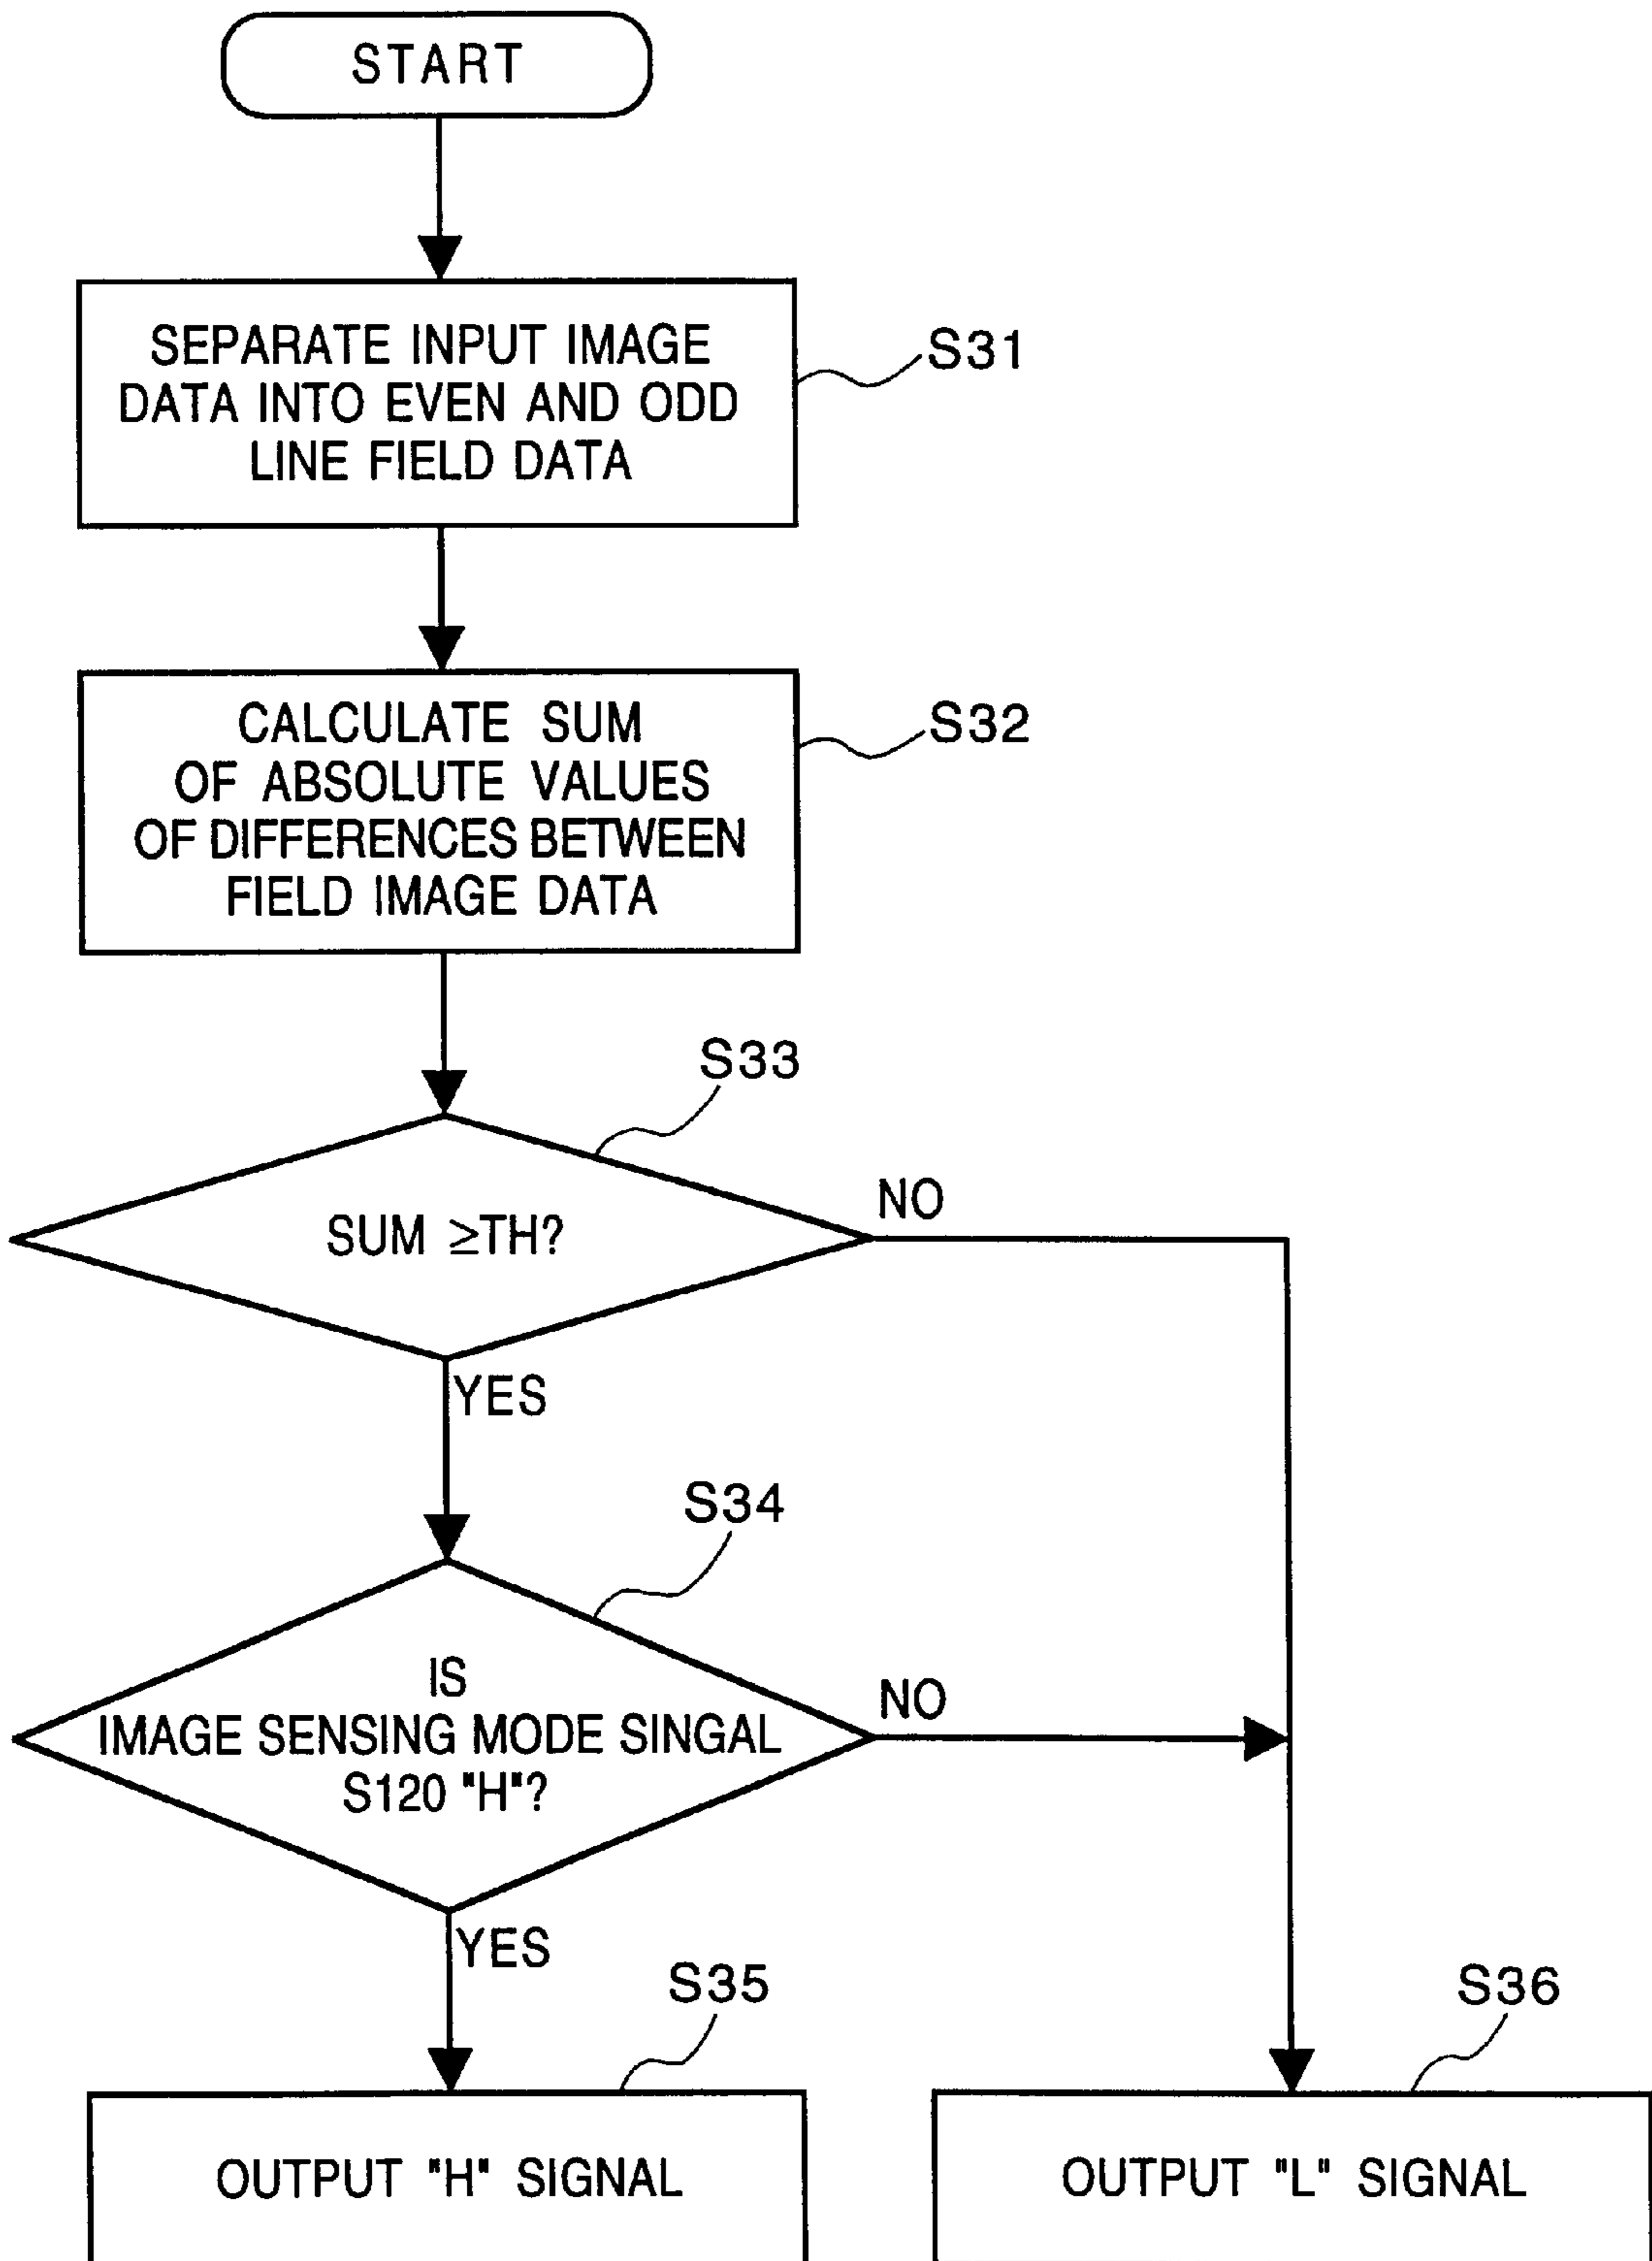 START
SEPARATE INPUT IMAGE
DATA INTO EVEN AND ODD
LINE FIELD DATA
S31
CALCULATE SUM
OF ABSOLUTE VALUES
OF DIFFERENCES BETWEEN
FIELD IMAGE DATA
S32
S33
SUM ≥TH?
NO
YES
S34
IS
IMAGE SENSING MODE SINGAL
S120 "H"?
NO
YES
S35
S36
OUTPUT "H" SIGNAL
OUTPUT "L" SIGNAL